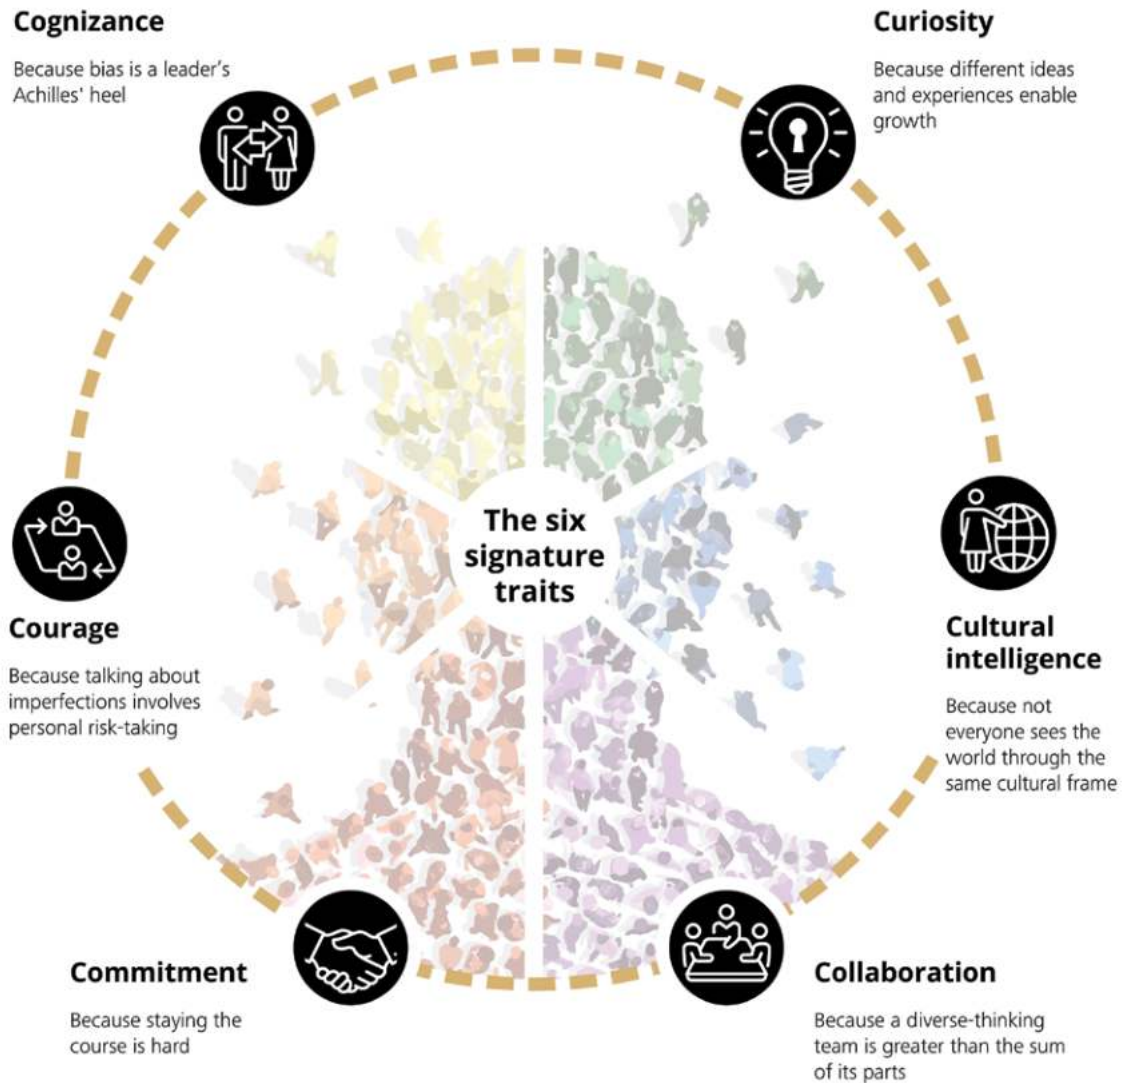 Cognizance
Because bias is a leader's
Achilles' heel
Curiosity
Because different ideas
and experiences enable
growth
The six
signature
traits
Courage
Because talking about
imperfections involves
personal risk-taking
Cultural
intelligence
Because not
everyone sees the
world through the
same cultural frame
Commitment
Because staying the
course is hard
Collaboration
Because a diverse-thinking
team is greater than the sum
of its parts